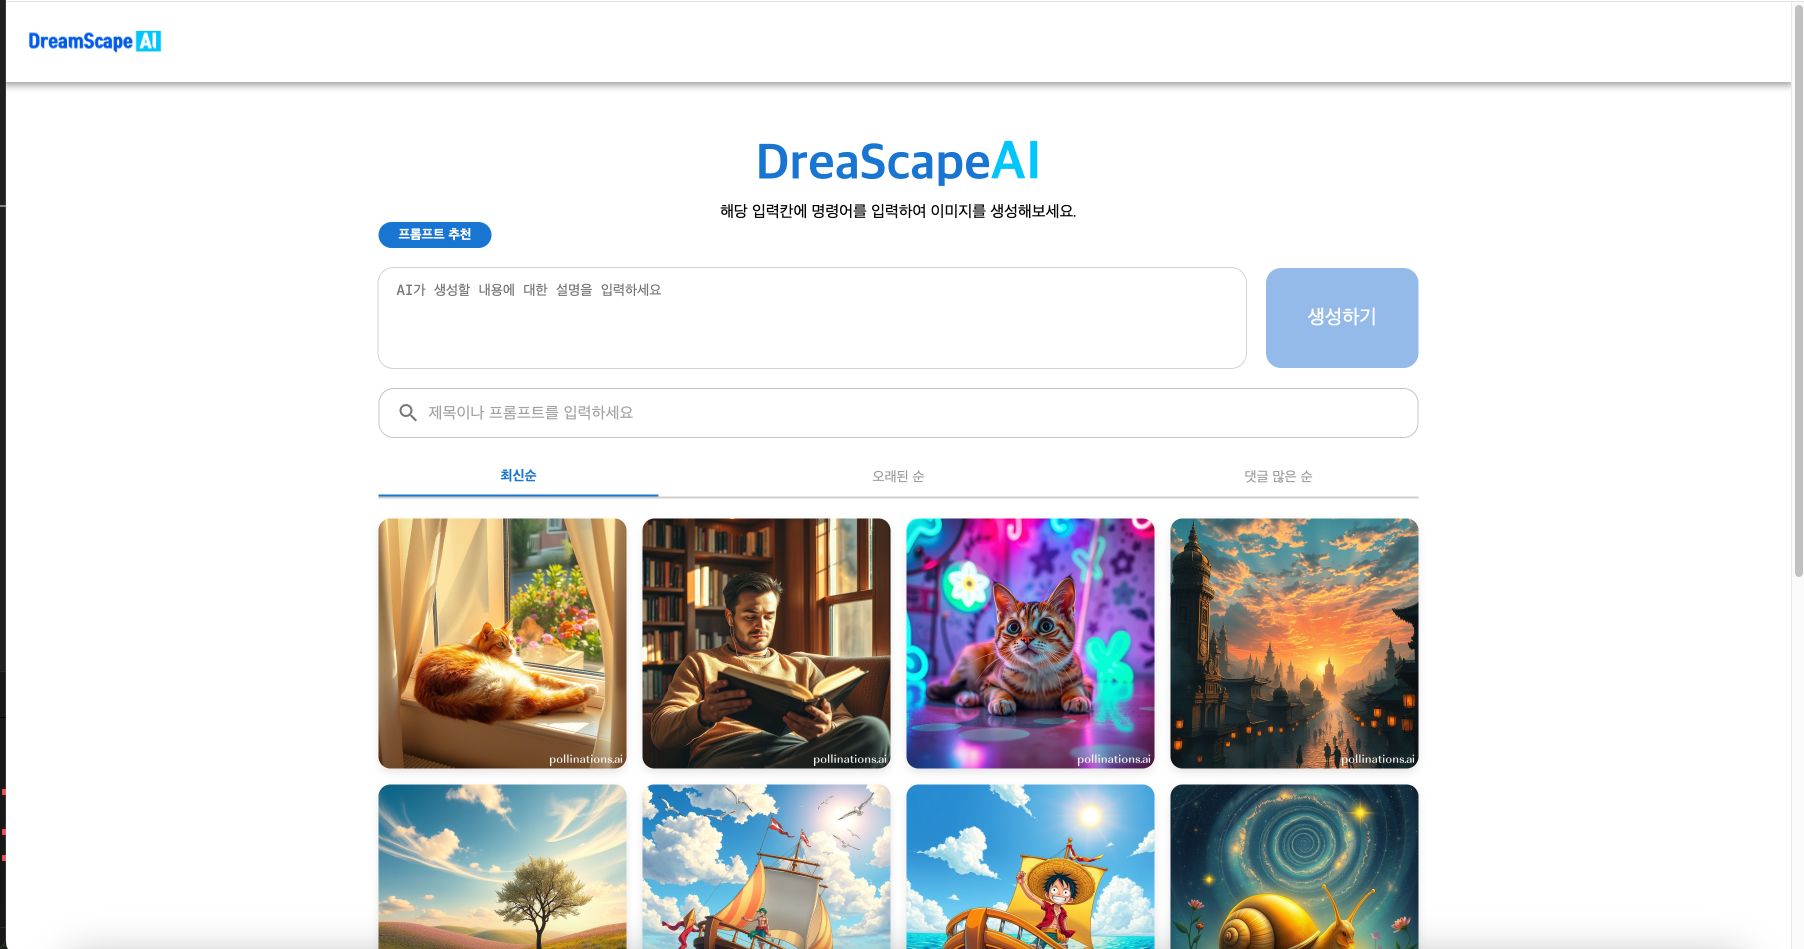 DreamScape AI
DreaScapeAI
해당 입력칸에 명령어를 입력하여 이미지를 생성해보세요.
프롬프트 추천
AI가 생성할 내용에 대한 설명을 입력하세요
생성하기
제목이나 프롬프트를 입력하세요
최신순
오래된 순
댓글 많은 순
pollinations.ai
pollinations.ai
pollinations.ai
pollinations.ai